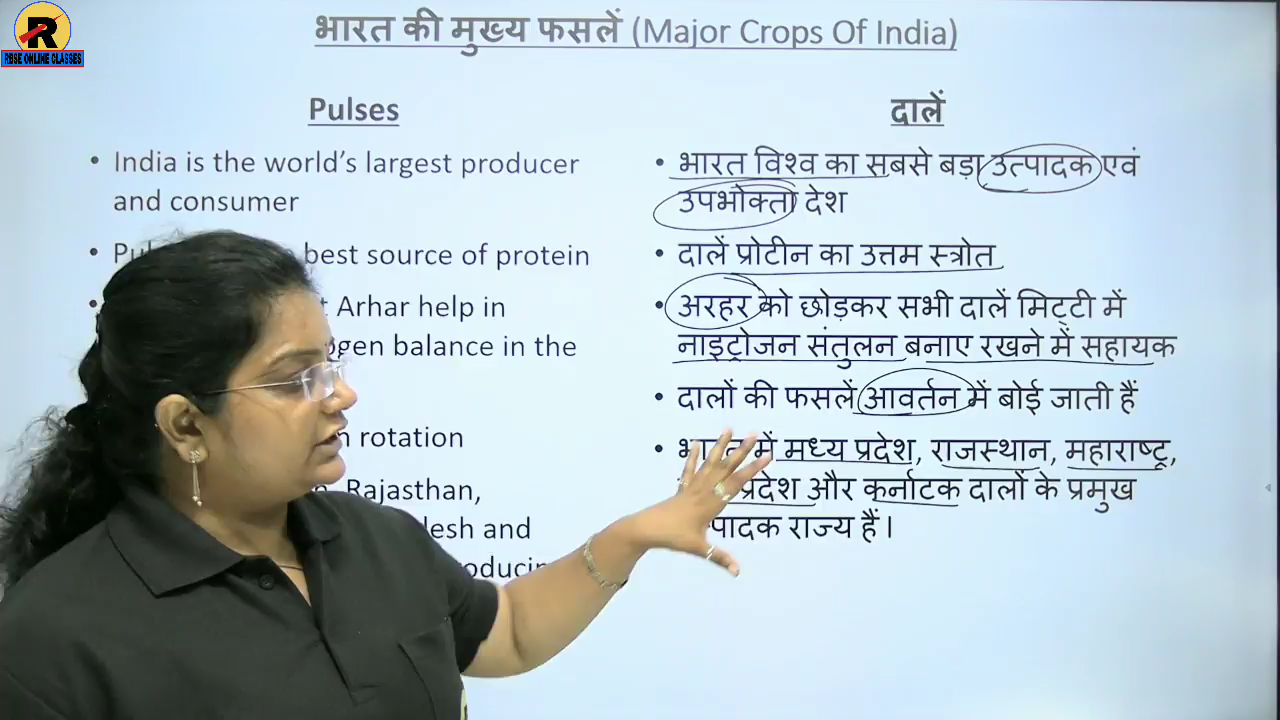 R
RBSE ONLINE CLASSES
भारत की मुख्य फसलें (Major Crops Of India)
Pulses
• India is the world's largest producer
and consumer
best source of protein
Arhar help in
balance in the
rotation
Rajasthan,
and
दालें
• भारत विश्व का सबसे बड़ा उत्पादक एवं
उपभोक्ता देश
• दालें प्रोटीन का उत्तम स्त्रोत
• अरहर को छोड़कर सभी दालें मिट्टी में
नाइट्रोजन संतुलन बनाए रखने में सहायक
• दालों की फसलें आवर्तन में बोई जाती हैं
• भारत में मध्य प्रदेश, राजस्थान, महाराष्ट्र,
प्रदेश और कर्नाटक दालों के प्रमुख
राज्य हैं।